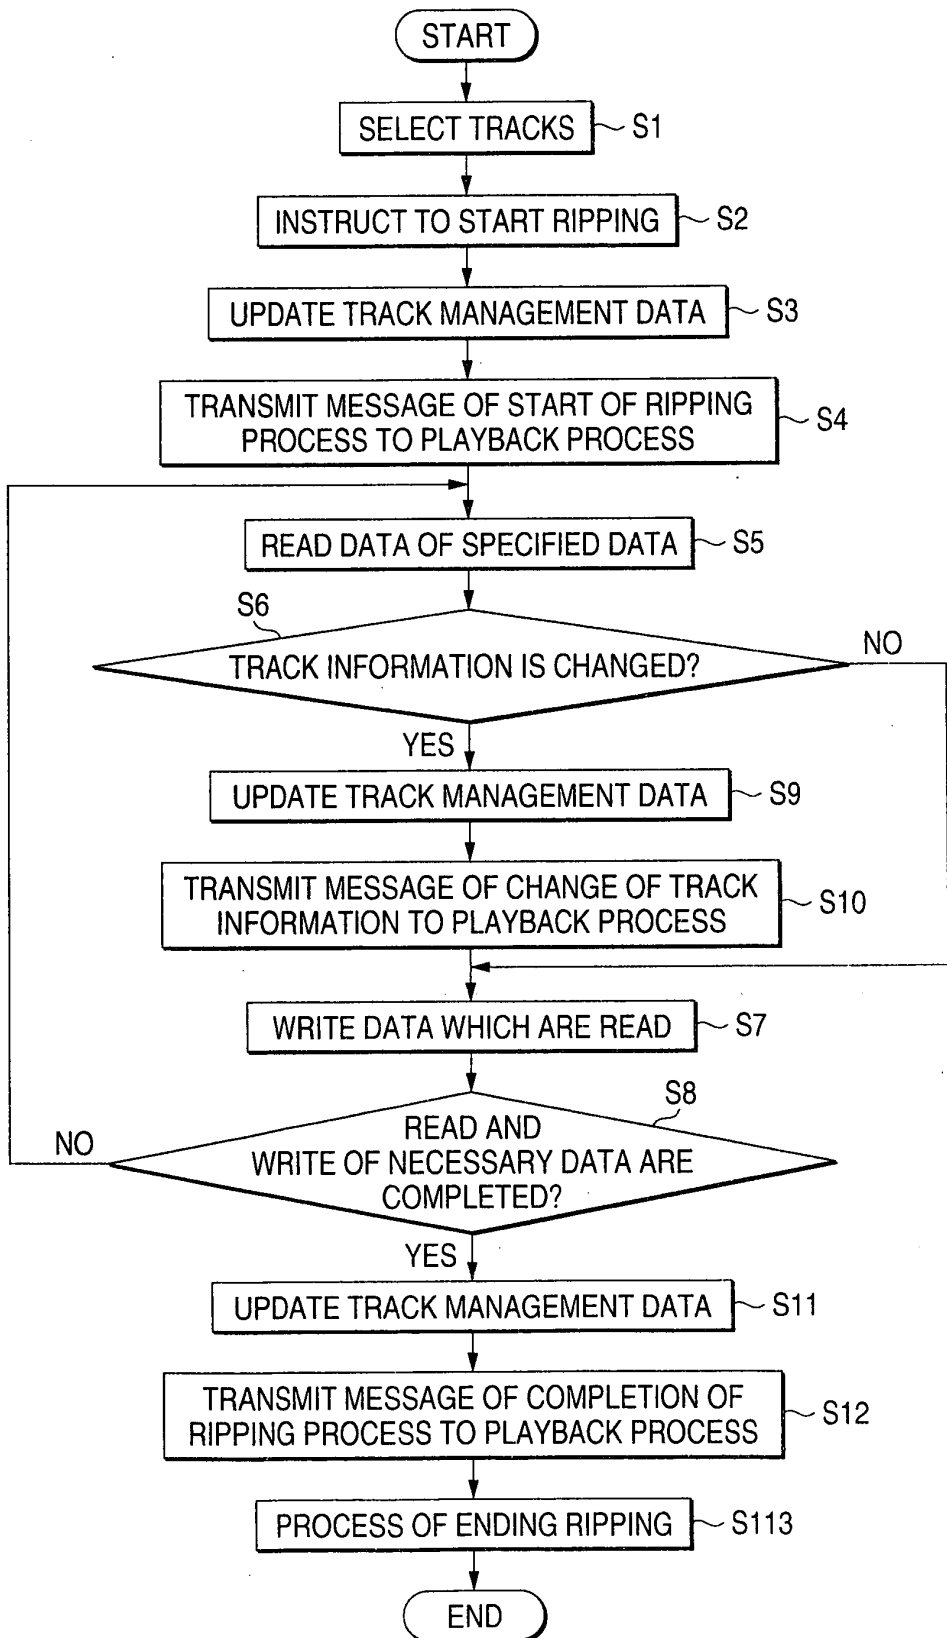 START
SELECT TRACKS
S1
INSTRUCT TO START RIPPING
S2
UPDATE TRACK MANAGEMENT DATA
S3
TRANSMIT MESSAGE OF START OF RIPPING
PROCESS TO PLAYBACK PROCESS
S4
READ DATA OF SPECIFIED DATA
S5
S6
TRACK INFORMATION IS CHANGED?
NO
YES
UPDATE TRACK MANAGEMENT DATA
S9
TRANSMIT MESSAGE OF CHANGE OF TRACK
INFORMATION TO PLAYBACK PROCESS
S10
WRITE DATA WHICH ARE READ
S7
S8
READ AND
WRITE OF NECESSARY DATA ARE
COMPLETED?
NO
YES
UPDATE TRACK MANAGEMENT DATA
S11
TRANSMIT MESSAGE OF COMPLETION OF
RIPPING PROCESS TO PLAYBACK PROCESS
S12
PROCESS OF ENDING RIPPING
S113
END